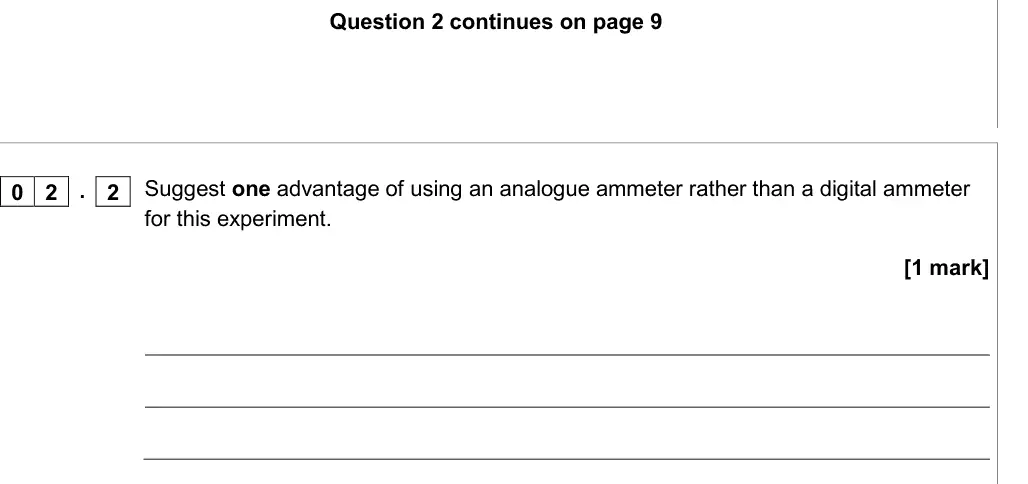 Question 2 continues on page 9
0 2 . 2 Suggest one advantage of using an analogue ammeter rather than a digital ammeter
for this experiment.
[1 mark]